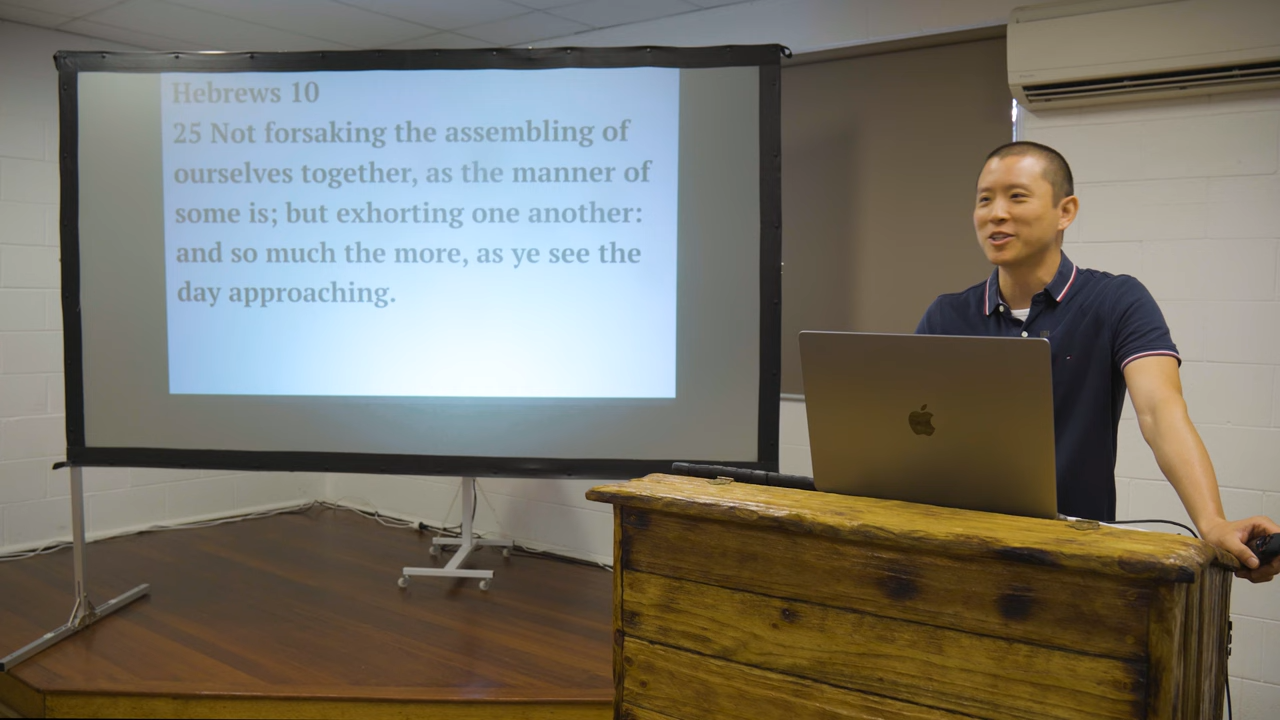 Hebrews 10
25 Not forsaking the assembling of
ourselves together, as the manner of
some is; but exhorting one another:
and so much the more, as ye see the
day approaching.